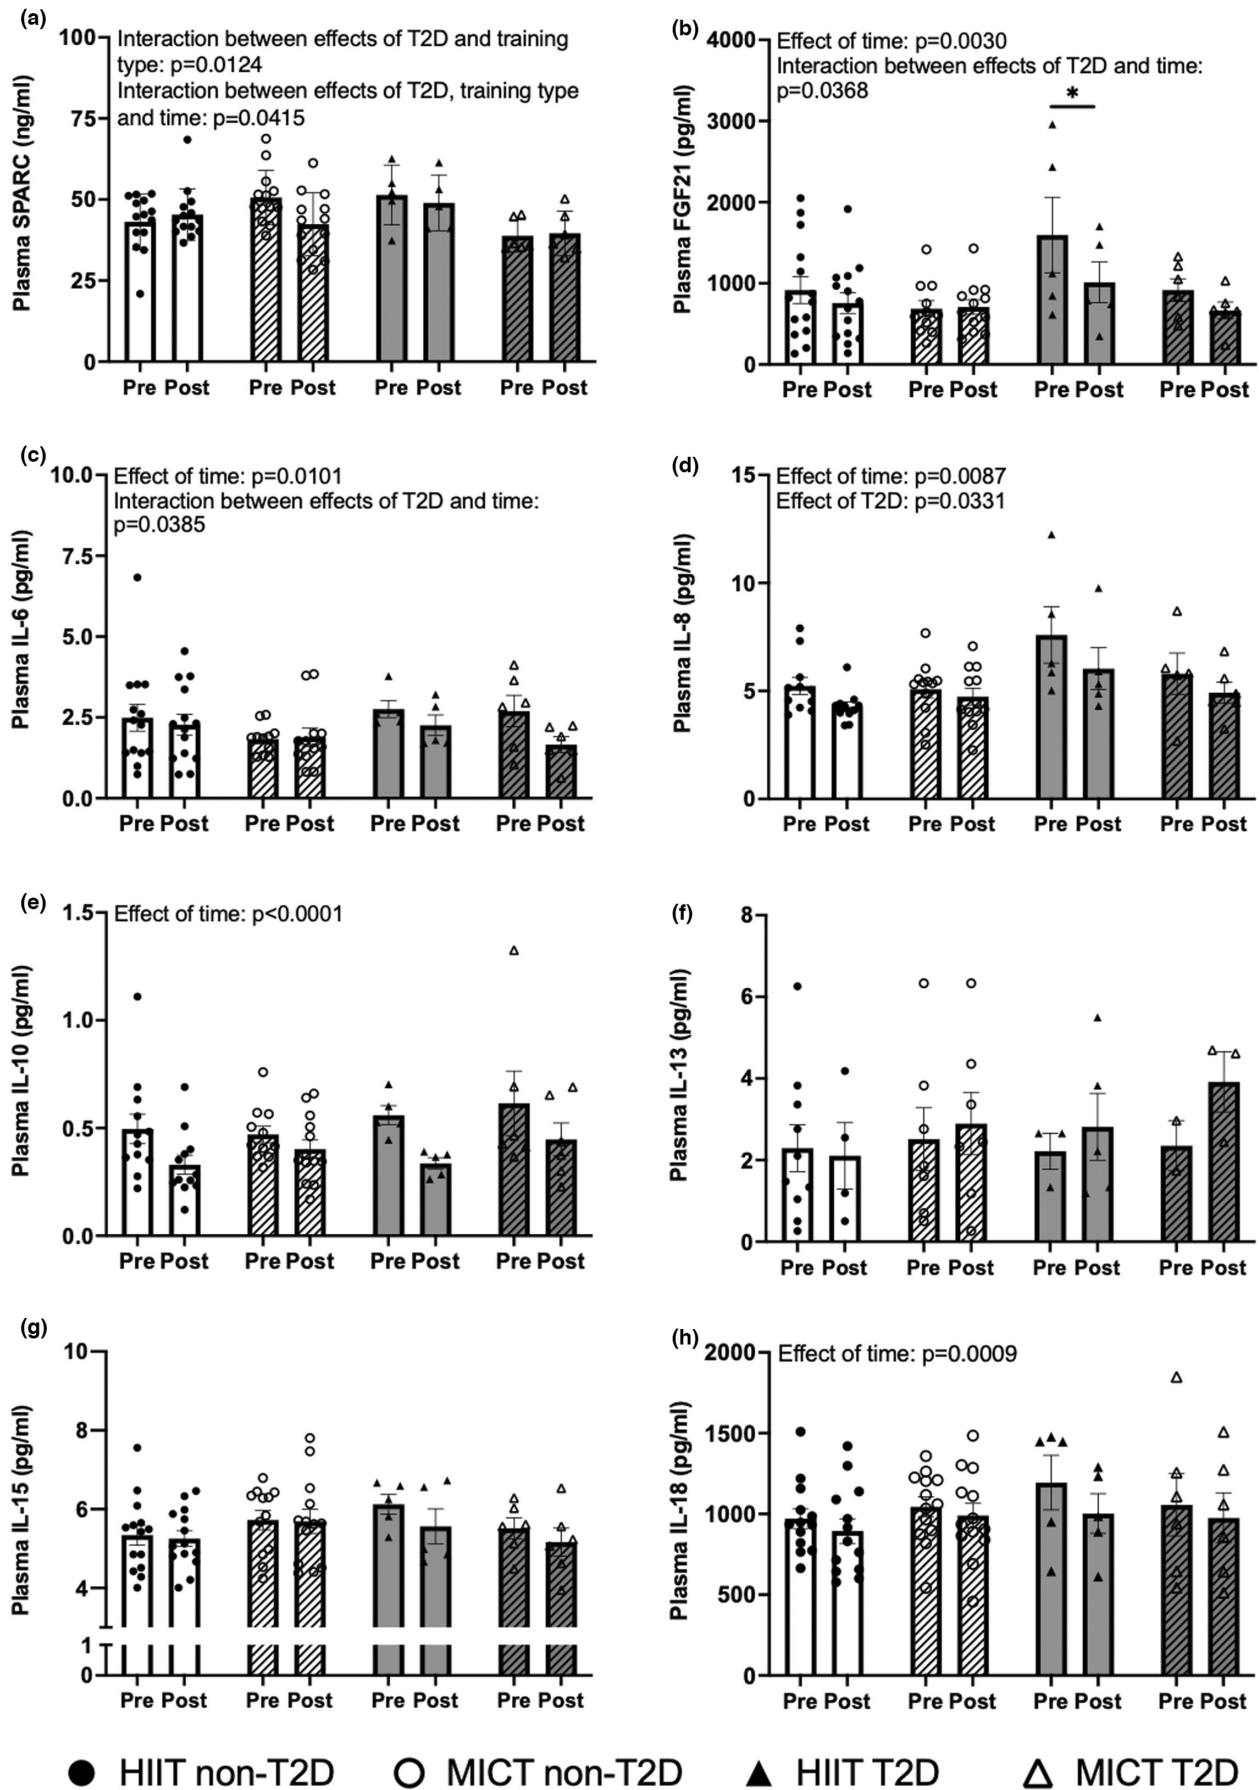 (a)
100
Interaction between effects of T2D and training
type: p=0.0124
Interaction between effects of T2D, training type
and time: p=0.0415
75
50
25
0
Plasma SPARC (ng/ml)
Pre Post Pre Post Pre Post Pre Post
(b)
4000
Effect of time: p=0.0030
Interaction between effects of T2D and time:
p=0.0368
*
3000
2000
1000
0
Plasma FGF21 (pg/ml)
Pre Post Pre Post Pre Post Pre Post
(c)
10.0
Effect of time: p=0.0101
Interaction between effects of T2D and time:
p=0.0385
7.5
5.0
2.5
0.0
Plasma IL-6 (pg/ml)
Pre Post Pre Post Pre Post Pre Post
(d)
15
Effect of time: p=0.0087
Effect of T2D: p=0.0331
10
5
0
Plasma IL-8 (pg/ml)
Pre Post Pre Post Pre Post Pre Post
(e)
1.5
Effect of time: p<0.0001
1.0
0.5
0.0
Plasma IL-10 (pg/ml)
Pre Post Pre Post Pre Post Pre Post
(f)
8
6
4
2
0
Plasma IL-13 (pg/ml)
Pre Post Pre Post Pre Post Pre Post
(g)
10
8
6
4
1
0
Plasma IL-15 (pg/ml)
Pre Post Pre Post Pre Post Pre Post
(h)
2000
Effect of time: p=0.0009
1500
1000
500
0
Plasma IL-18 (pg/ml)
Pre Post Pre Post Pre Post Pre Post
HIIT non-T2D MICT non-T2D HIIT T2D MICT T2D